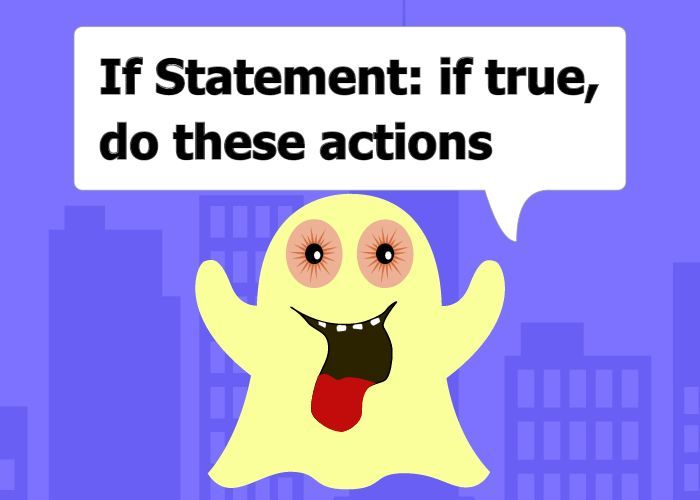 If Statement: if true,
do these actions